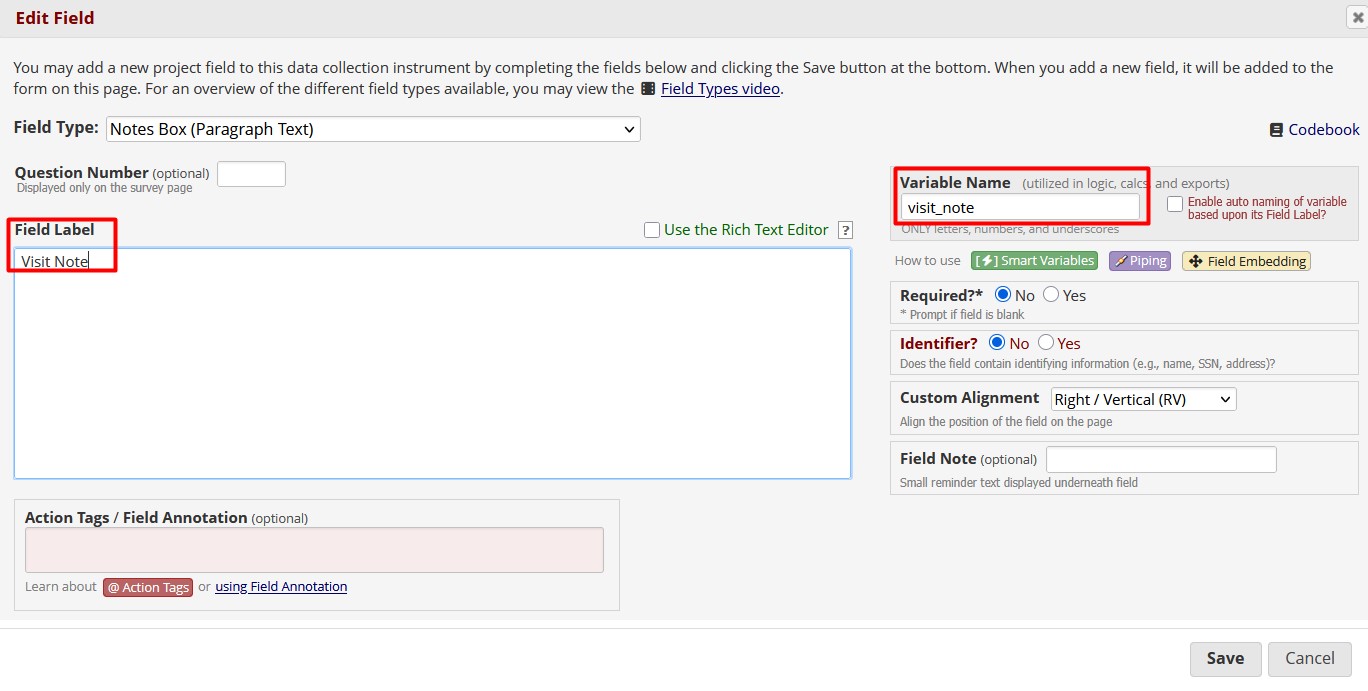 Edit Field
You may add a new project field to this data collection instrument by completing the fields below and clicking the Save button at the bottom. When you add a new field, it will be added to the
form on this page. For an overview of the different field types available, you may view the Field Types video.
Field Type: Notes Box (Paragraph Text)
Codebook
Question Number (optional)
Displayed only on the survey page
Field Label
Use the Rich Text Editor ?
Visit Note
Variable Name (utilized in logic, calcs, and exports)
visit_note
Enable auto naming of variable
based upon its Field Label?
ONLY letters, numbers, and underscores
How to use [⚡] Smart Variables Piping Field Embedding
Required?* No Yes
* Prompt if field is blank
Identifier? No Yes
Does the field contain identifying information (e.g., name, SSN, address)?
Custom Alignment Right / Vertical (RV)
Align the position of the field on the page
Field Note (optional)
Small reminder text displayed underneath field
Action Tags / Field Annotation (optional)
Learn about @ Action Tags or using Field Annotation
Save Cancel